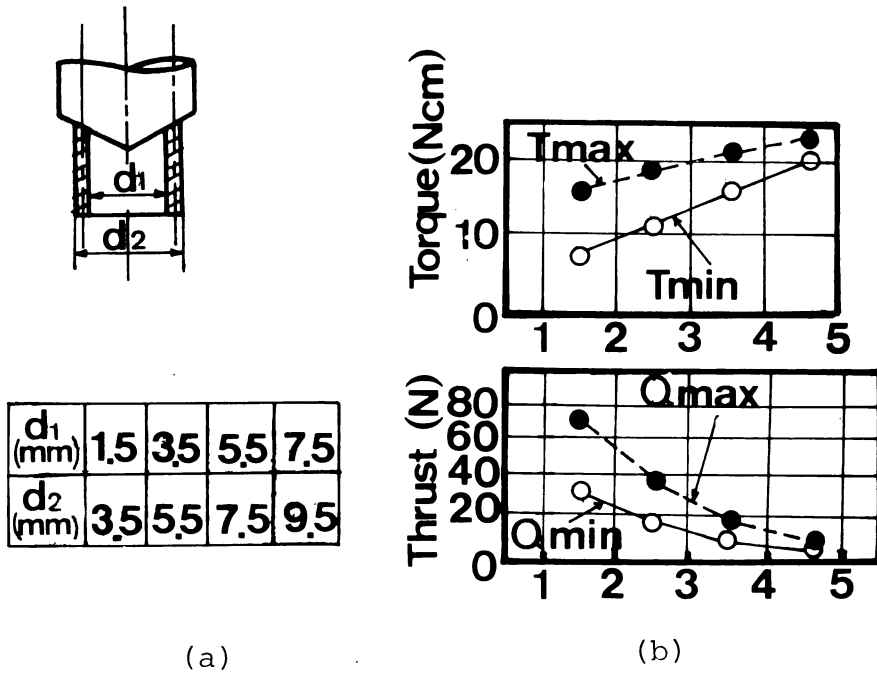 d1
d2
d1 (mm) 1.5 3.5 5.5 7.5
d2 (mm) 3.5 5.5 7.5 9.5
(a)
Torque(Ncm)
20
10
0
Tmax
Tmin
1 2 3 4 5
Thrust (N)
80
60
40
20
0
Qmax
Qmin
1 2 3 4 5
(b)